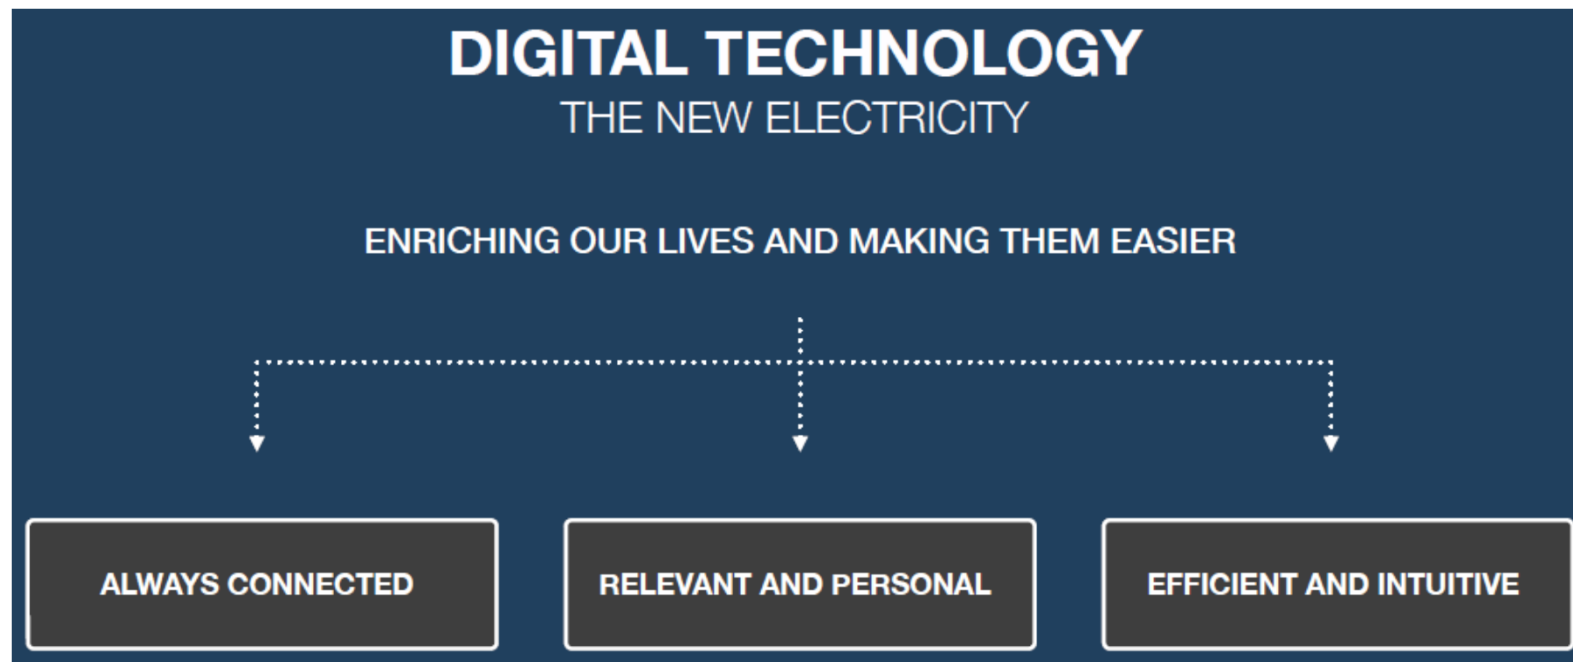 DIGITAL TECHNOLOGY
THE NEW ELECTRICITY
ENRICHING OUR LIVES AND MAKING THEM EASIER
ALWAYS CONNECTED
RELEVANT AND PERSONAL
EFFICIENT AND INTUITIVE